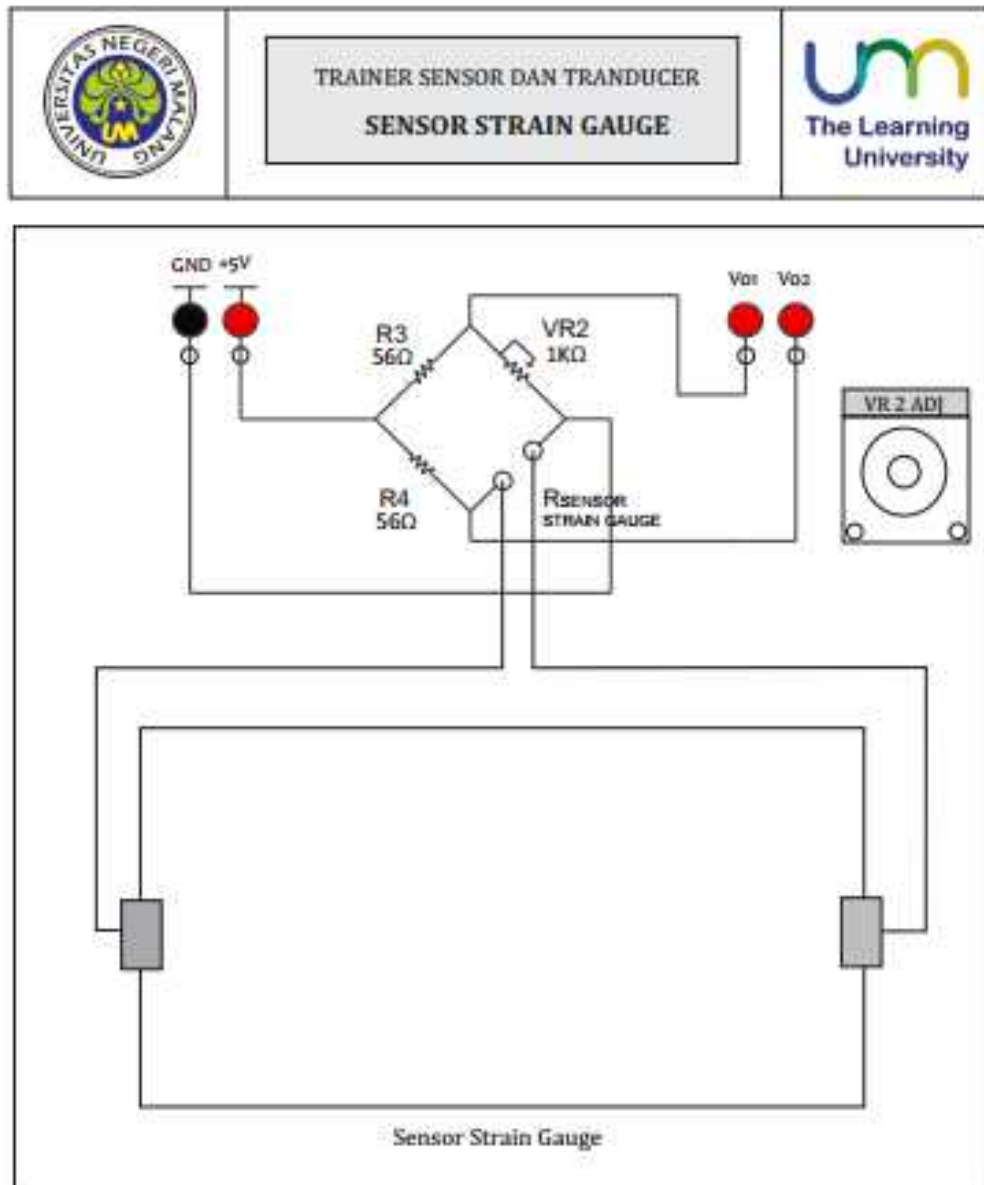 UNIVERSITAS NEGERI MALANG
UM
TRAINER SENSOR DAN TRANDUCER
SENSOR STRAIN GAUGE
um
The Learning
University
GND +5V
R3
56Ω
VR2
1KΩ
VO1 VO2
VR 2 ADJ
R4
56Ω
RSENSOR
STRAIN GAUGE
Sensor Strain Gauge